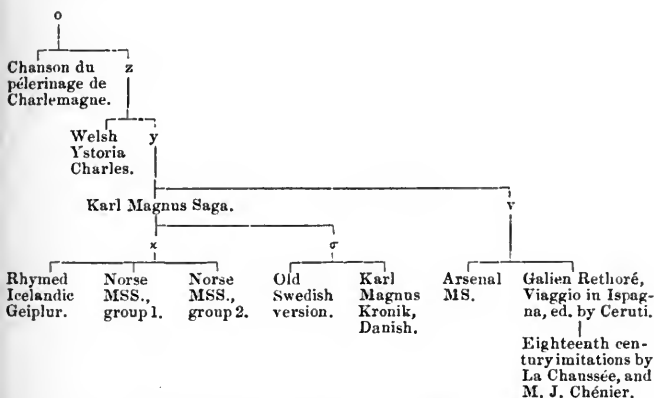 o
Chanson du
pélerinage de
Charlemagne.
z
Welsh
Ystoria
Charles.
y
Karl Magnus Saga.
v
κ
σ
Rhymed
Icelandic
Geiplur.
Norse
MSS.,
group 1.
Norse
MSS.,
group 2.
Old
Swedish
version.
Karl
Magnus
Kronik,
Danish.
Arsenal
MS.
Galien Rethoré,
Viaggio in Ispag-
na, ed. by Ceruti.
Eighteenth cen-
tury imitations by
La Chaussée, and
M. J. Chénier.